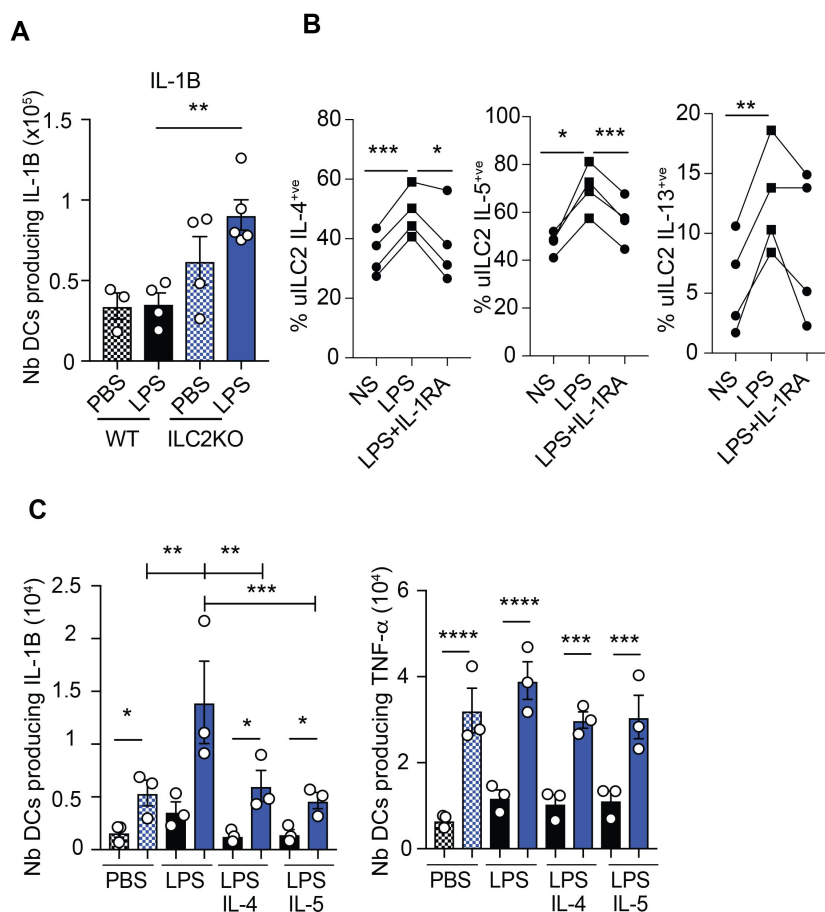 A
IL-1B
**
Nb DCs producing IL-1B (x10⁵)
1.5
1
0.5
0
PBS
LPS
PBS
LPS
WT
ILC2KO
B
% uILC2 IL-4⁺ᵛᵉ
80
60
40
20
0
***
*
NS
LPS
LPS+IL-1RA
% uILC2 IL-5⁺ᵛᵉ
100
80
60
40
20
0
*
***
NS
LPS
LPS+IL-1RA
% uILC2 IL-13⁺ᵛᵉ
20
15
10
5
0
**
NS
LPS
LPS+IL-1RA
C
Nb DCs producing IL-1B (10⁴)
2.5
2
1.5
1
0.5
0
** **
***
*
*
*
PBS LPS LPS LPS
IL-4 IL-5
Nb DCs producing TNF-α (10⁴)
6
4
2
0
****
****
***
***
PBS LPS LPS LPS
IL-4 IL-5